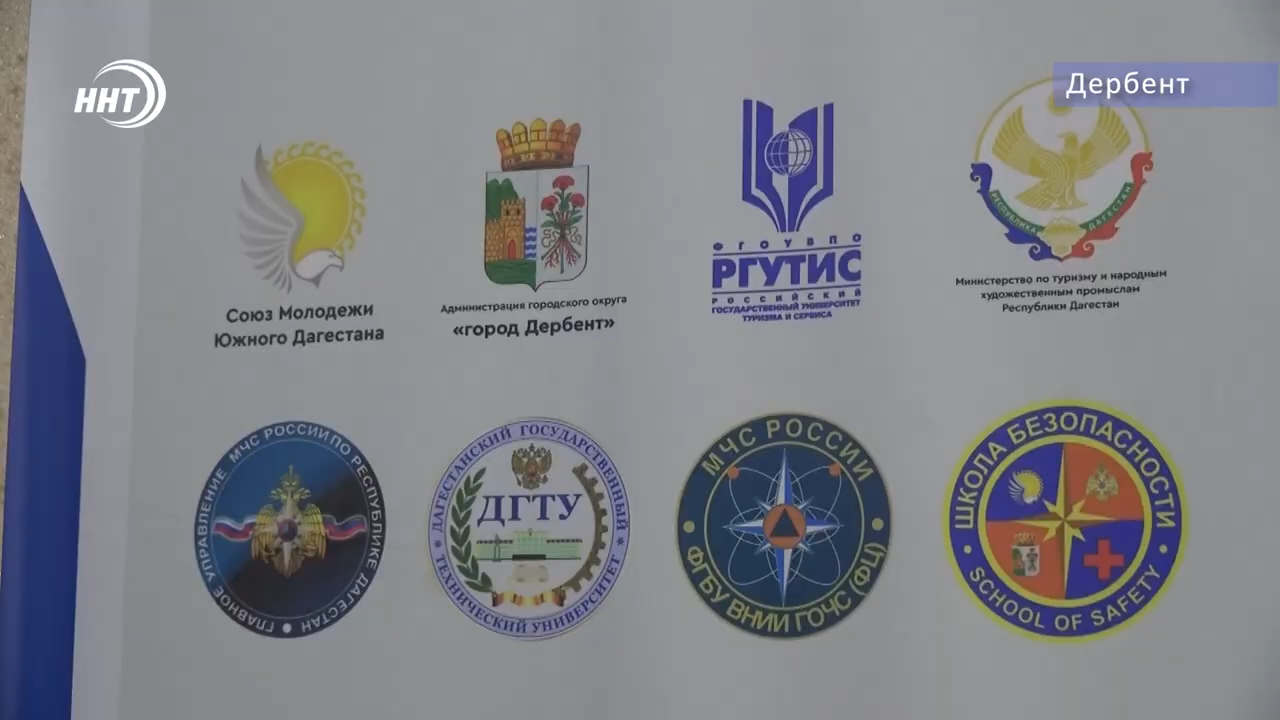 ННТ
Дербент
Союз Молодежи
Южного Дагестана
Администрация городского округа
«город Дербент»
ФГОУВПО
РГУТИС
РОССИЙСКИЙ
ГОСУДАРСТВЕННЫЙ УНИВЕРСИТЕТ
ТУРИЗМА И СЕРВИСА
РЕСПУБЛИКА ДАГЕСТАН
Министерство по туризму и народным
художественным промыслам
Республики Дагестан
ГЛАВНОЕ УПРАВЛЕНИЕ МЧС РОССИИ ПО РЕСПУБЛИКЕ ДАГЕСТАН
ДАГЕСТАНСКИЙ ГОСУДАРСТВЕННЫЙ
ДГТУ
ТЕХНИЧЕСКИЙ УНИВЕРСИТЕТ
МЧС РОССИИ
ФГБУ ВНИИ ГОЧС (ФЦ)
ШКОЛА БЕЗОПАСНОСТИ
SCHOOL OF SAFETY